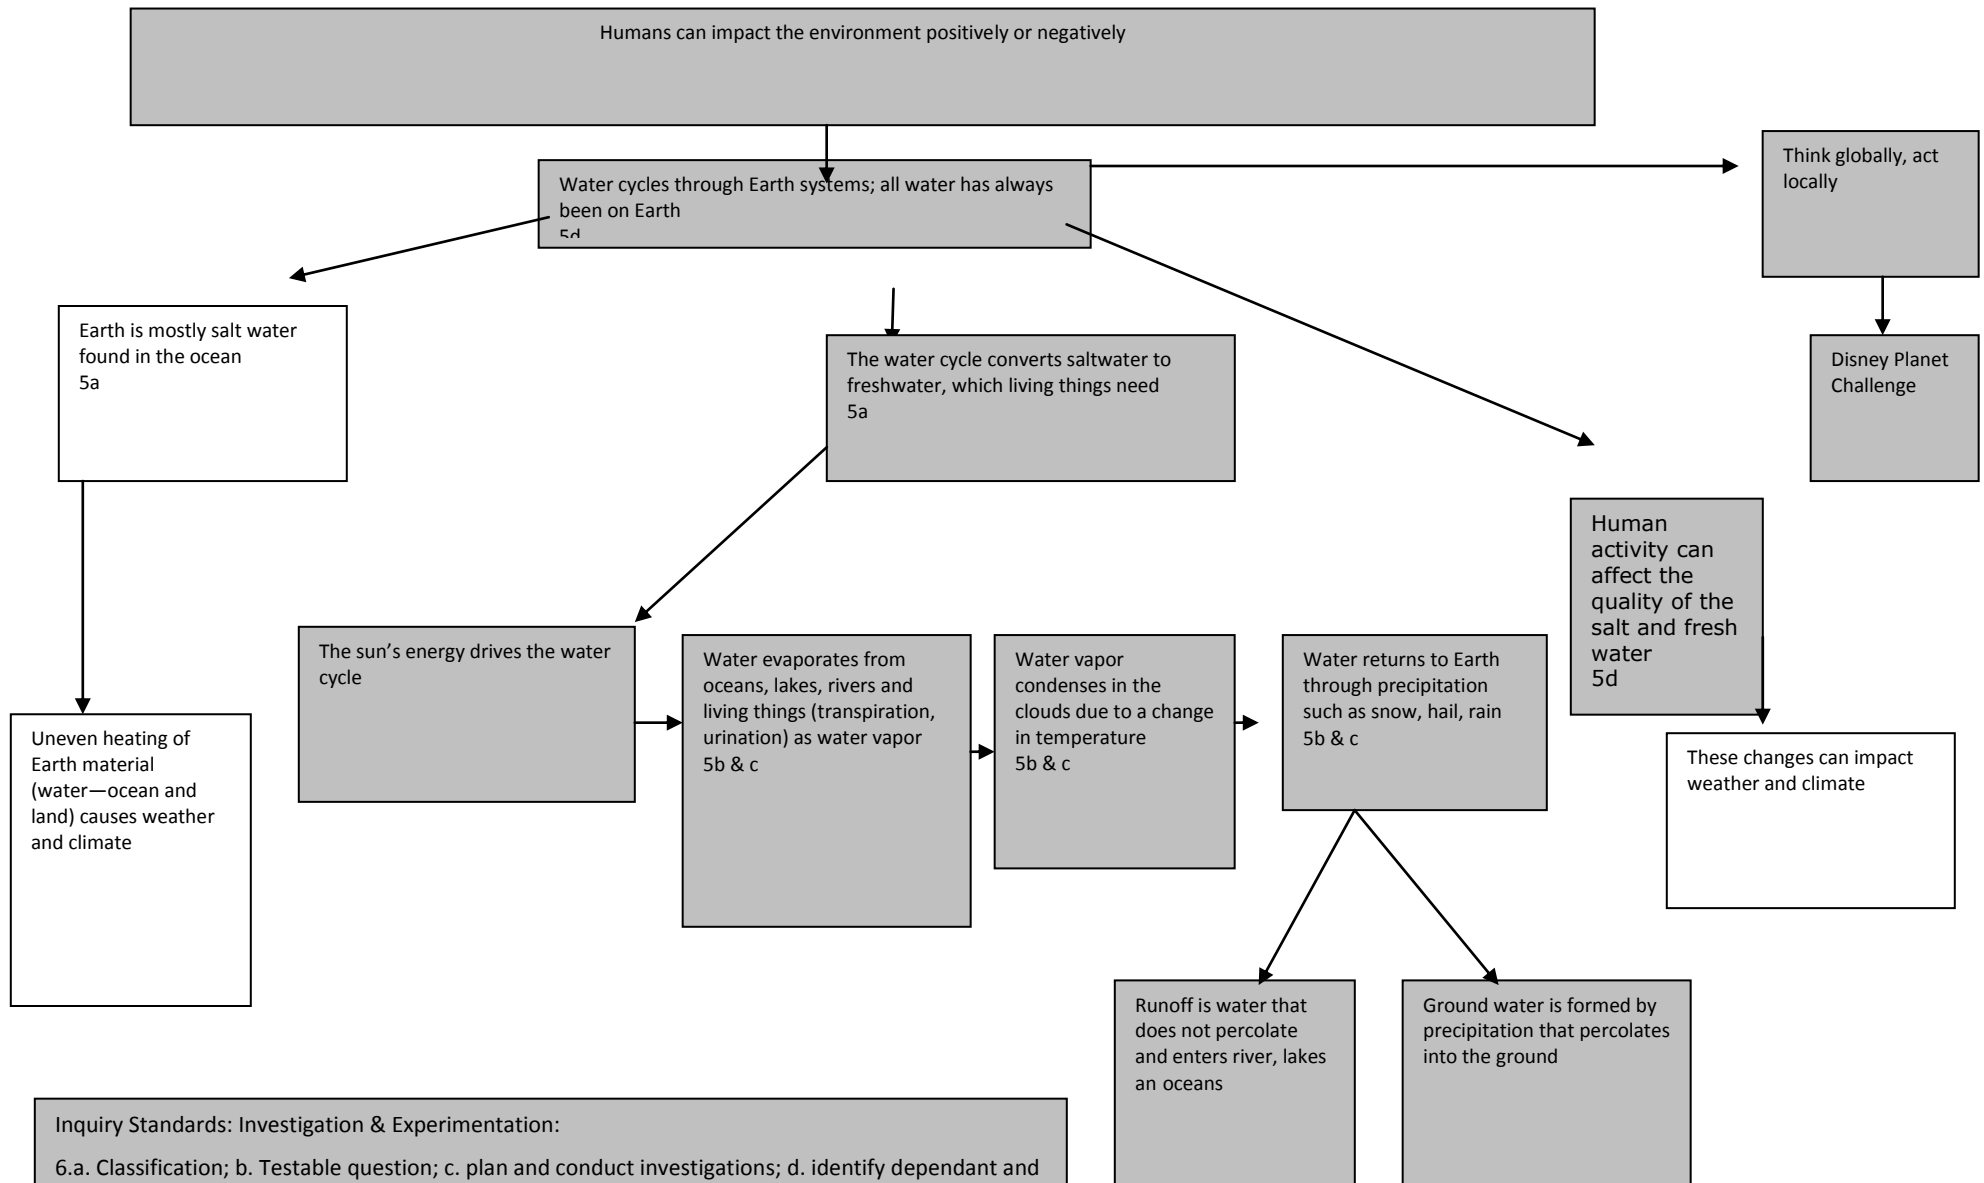 Humans can impact the environment positively or negatively
Think globally, act
locally
Water cycles through Earth systems; all water has always
been on Earth
5d
Earth is mostly salt water
found in the ocean
5a
The water cycle converts saltwater to
freshwater, which living things need
5a
Disney Planet
Challenge
Human
activity can
affect the
quality of the
salt and fresh
water
5d
The sun’s energy drives the water
cycle
Water evaporates from
oceans, lakes, rivers and
living things (transpiration,
urination) as water vapor
5b & c
Water vapor
condenses in the
clouds due to a change
in temperature
5b & c
Water returns to Earth
through precipitation
such as snow, hail, rain
5b & c
Uneven heating of
Earth material
(water—ocean and
land) causes weather
and climate
These changes can impact
weather and climate
Runoff is water that
does not percolate
and enters river, lakes
an oceans
Ground water is formed by
precipitation that percolates
into the ground
Inquiry Standards: Investigation & Experimentation:
6.a. Classification; b. Testable question; c. plan and conduct investigations; d. identify dependant and